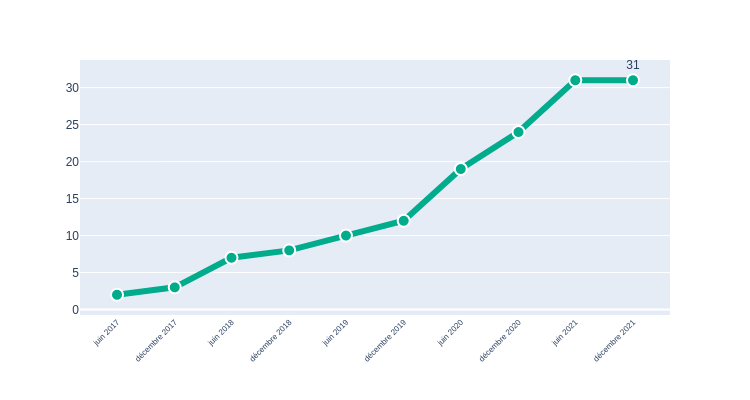 31
30
25
20
15
10
5
0
juin 2017
décembre 2017
juin 2018
décembre 2018
juin 2019
décembre 2019
juin 2020
décembre 2020
juin 2021
décembre 2021